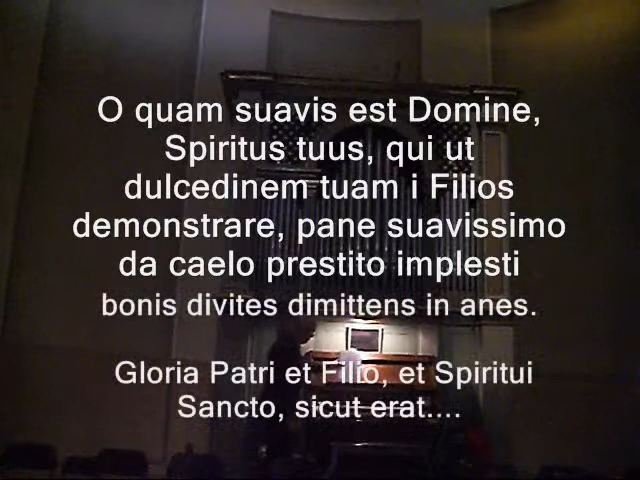 O quam suavis est Domine,
Spiritus tuus, qui ut
dulcedinem tuam i Filios
demonstrare, pane suavissimo
da caelo prestito implesti
bonis divites dimittens in anes.
Gloria Patri et Filio, et Spiritui
Sancto, sicut erat....